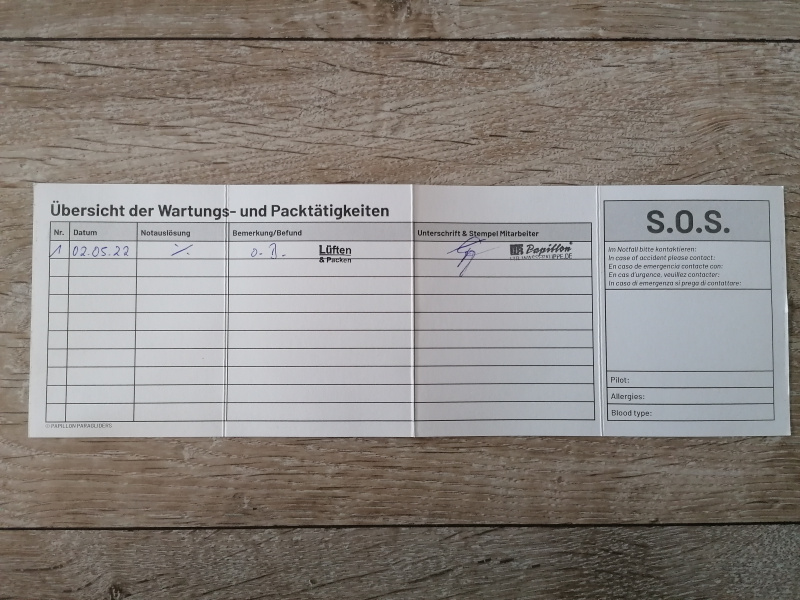 Übersicht der Wartungs- und Packtätigkeiten
Nr. Datum Notauslösung Bemerkung/Befund Unterschrift & Stempel Mitarbeiter
1 02.05.22 ·/. o.B. Lüften & Packen Papillon
© PAPILLON PARAGLIDERS
S.O.S.
Im Notfall bitte kontaktieren:
In case of accident please contact:
En caso de emergencia contacte con:
En cas d'urgence, veuillez contacter:
In caso di emergenza si prega di contattare:
Pilot:
Allergies:
Blood type: